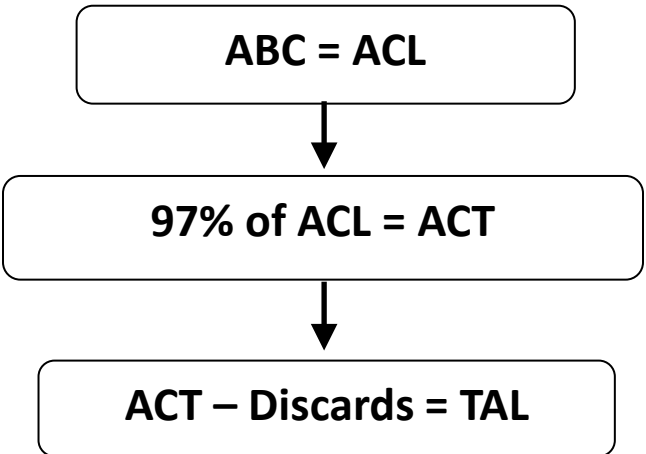 ABC = ACL
97% of ACL = ACT
ACT – Discards = TAL